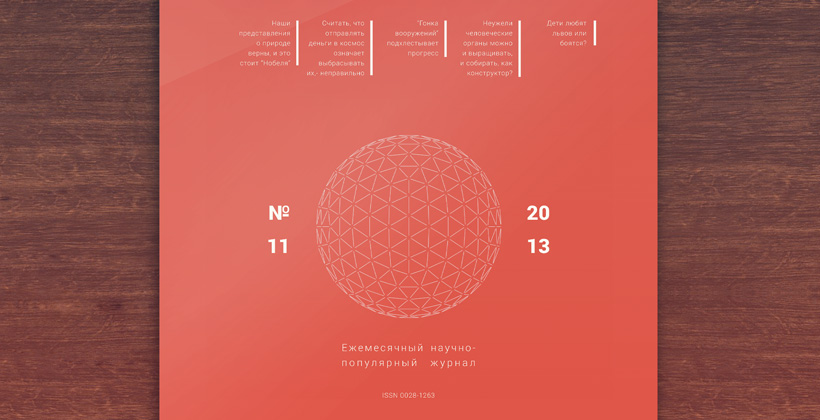 Наши
представления
о природе
верны, и это
стоит "Нобеля"
Считать, что
отправлять
деньги в космос
означает
выбрасывать
их,- неправильно
"Гонка
вооружений"
подхлестывает
прогресс
Неужели
человеческие
органы можно
и выращивать,
и собирать, как
конструктор?
Дети любят
львов или
боятся?
№
11
20
13
Ежемесячный научно-
популярный журнал
ISSN 0028-1263